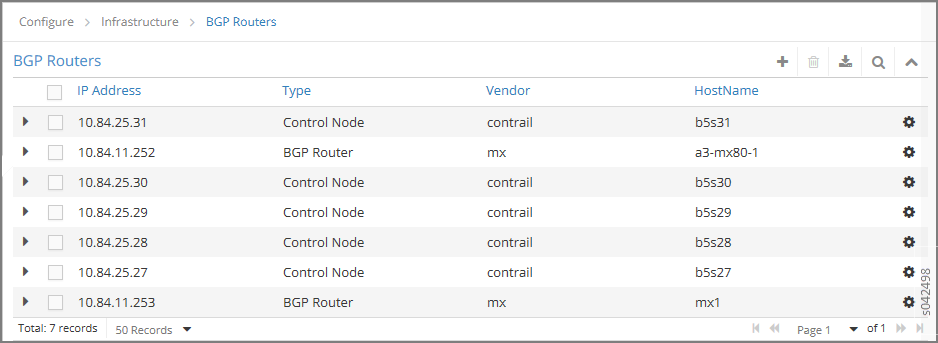 Configure > Infrastructure > BGP Routers
BGP Routers
IP Address Type Vendor HostName
10.84.25.31 Control Node contrail b5s31
10.84.11.252 BGP Router mx a3-mx80-1
10.84.25.30 Control Node contrail b5s30
10.84.25.29 Control Node contrail b5s29
10.84.25.28 Control Node contrail b5s28
10.84.25.27 Control Node contrail b5s27
10.84.11.253 BGP Router mx mx1
Total: 7 records 50 Records Page 1 of 1
s042498